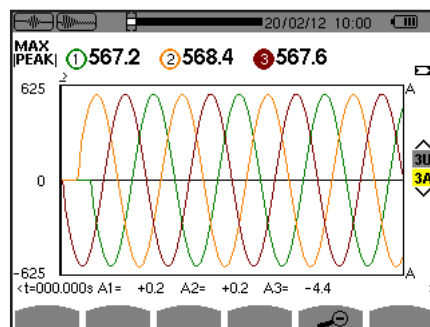 20/02/12 10:00
MAX
|PEAK| 1 567.2 2 568.4 3 567.6
625 A
3U
0 3A
-625 A
<t=000.000s A1= +0.2 A2= +0.2 A3= -4.4